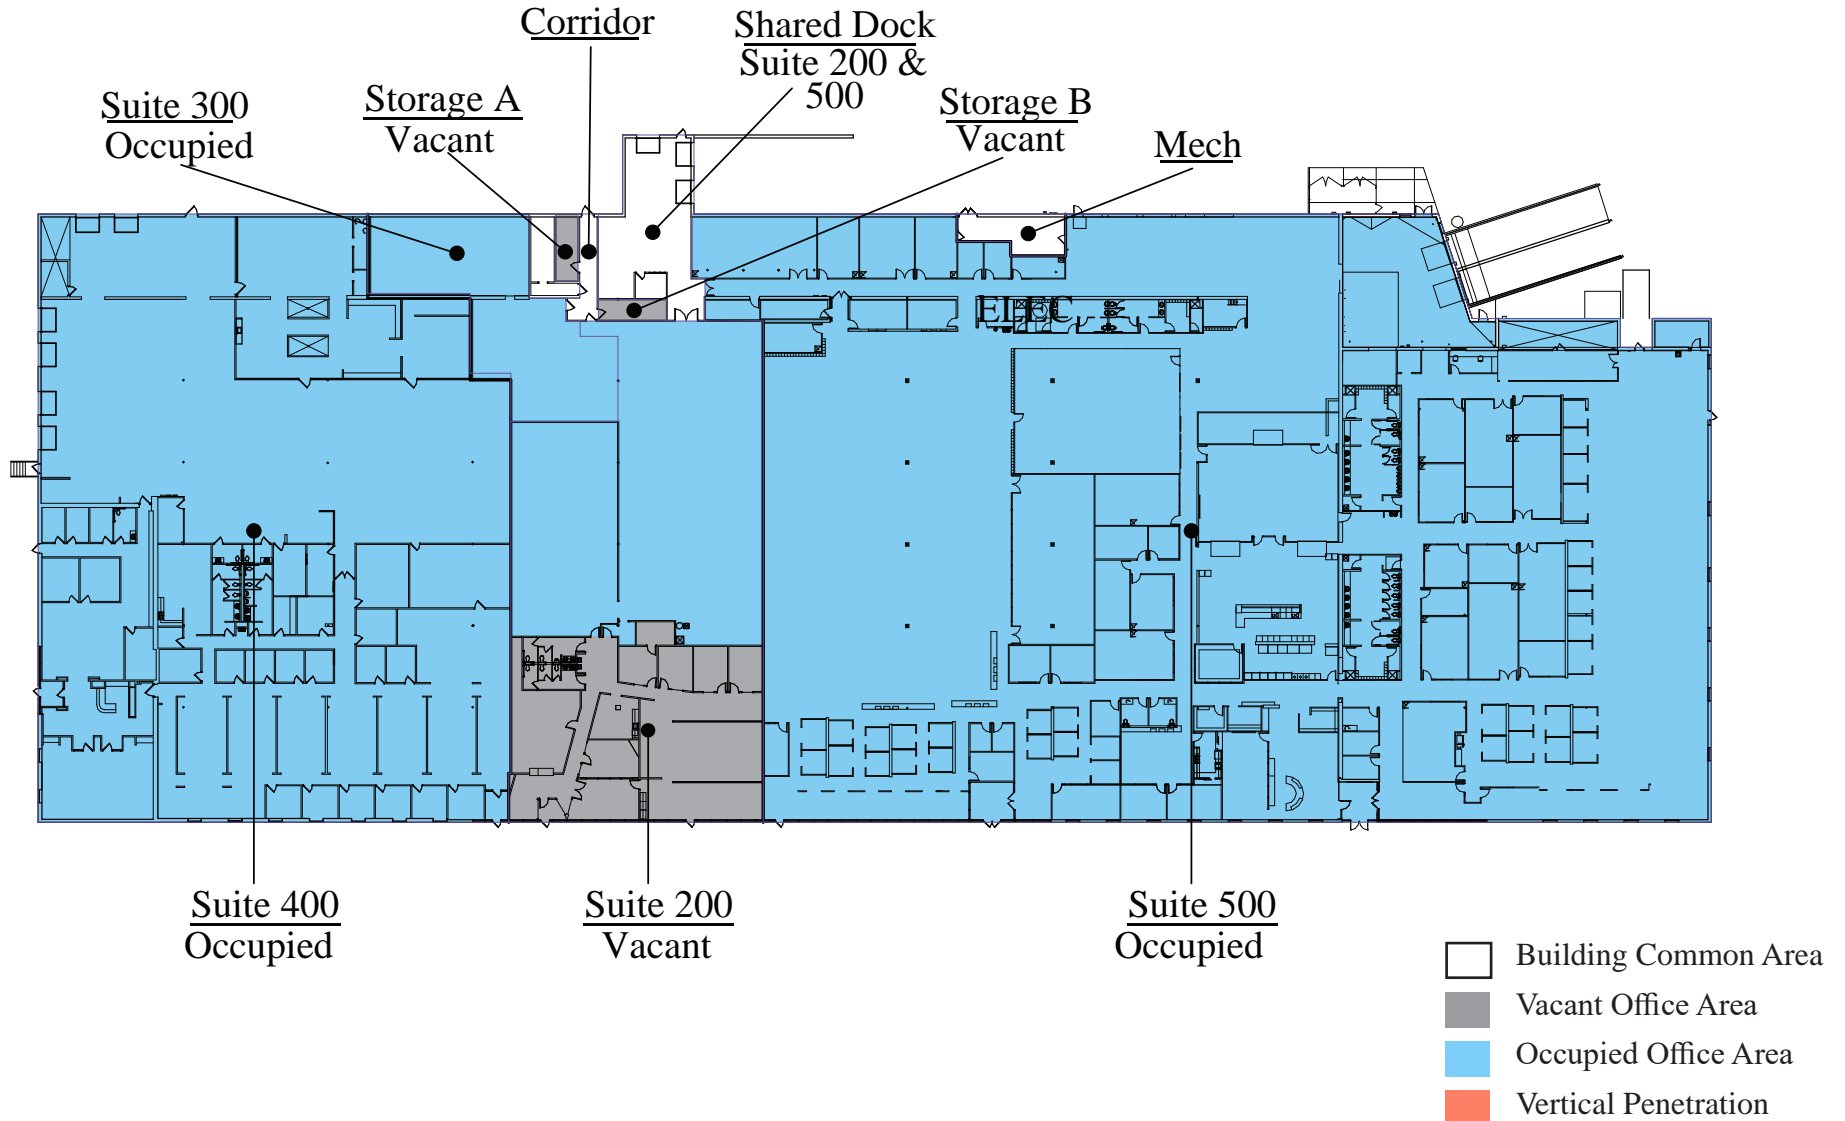 Corridor
Shared Dock
Suite 200 &
500
Suite 300
Occupied
Storage A
Vacant
Storage B
Vacant
Mech
ELEC
Suite 400
Occupied
Suite 200
Vacant
Suite 500
Occupied
Building Common Area
Vacant Office Area
Occupied Office Area
Vertical Penetration